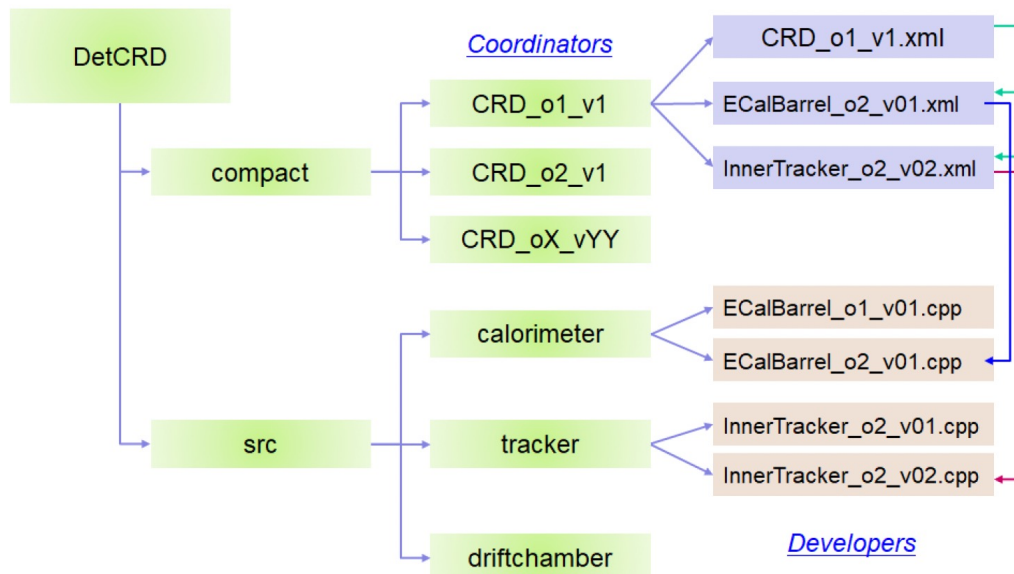 DetCRD
Coordinators
CRD_o1_v1.xml
CRD_o1_v1
ECalBarrel_o2_v01.xml
compact
CRD_o2_v1
InnerTracker_o2_v02.xml
CRD_oX_vYY
ECalBarrel_o1_v01.cpp
calorimeter
ECalBarrel_o2_v01.cpp
src
tracker
InnerTracker_o2_v01.cpp
InnerTracker_o2_v02.cpp
driftchamber
Developers